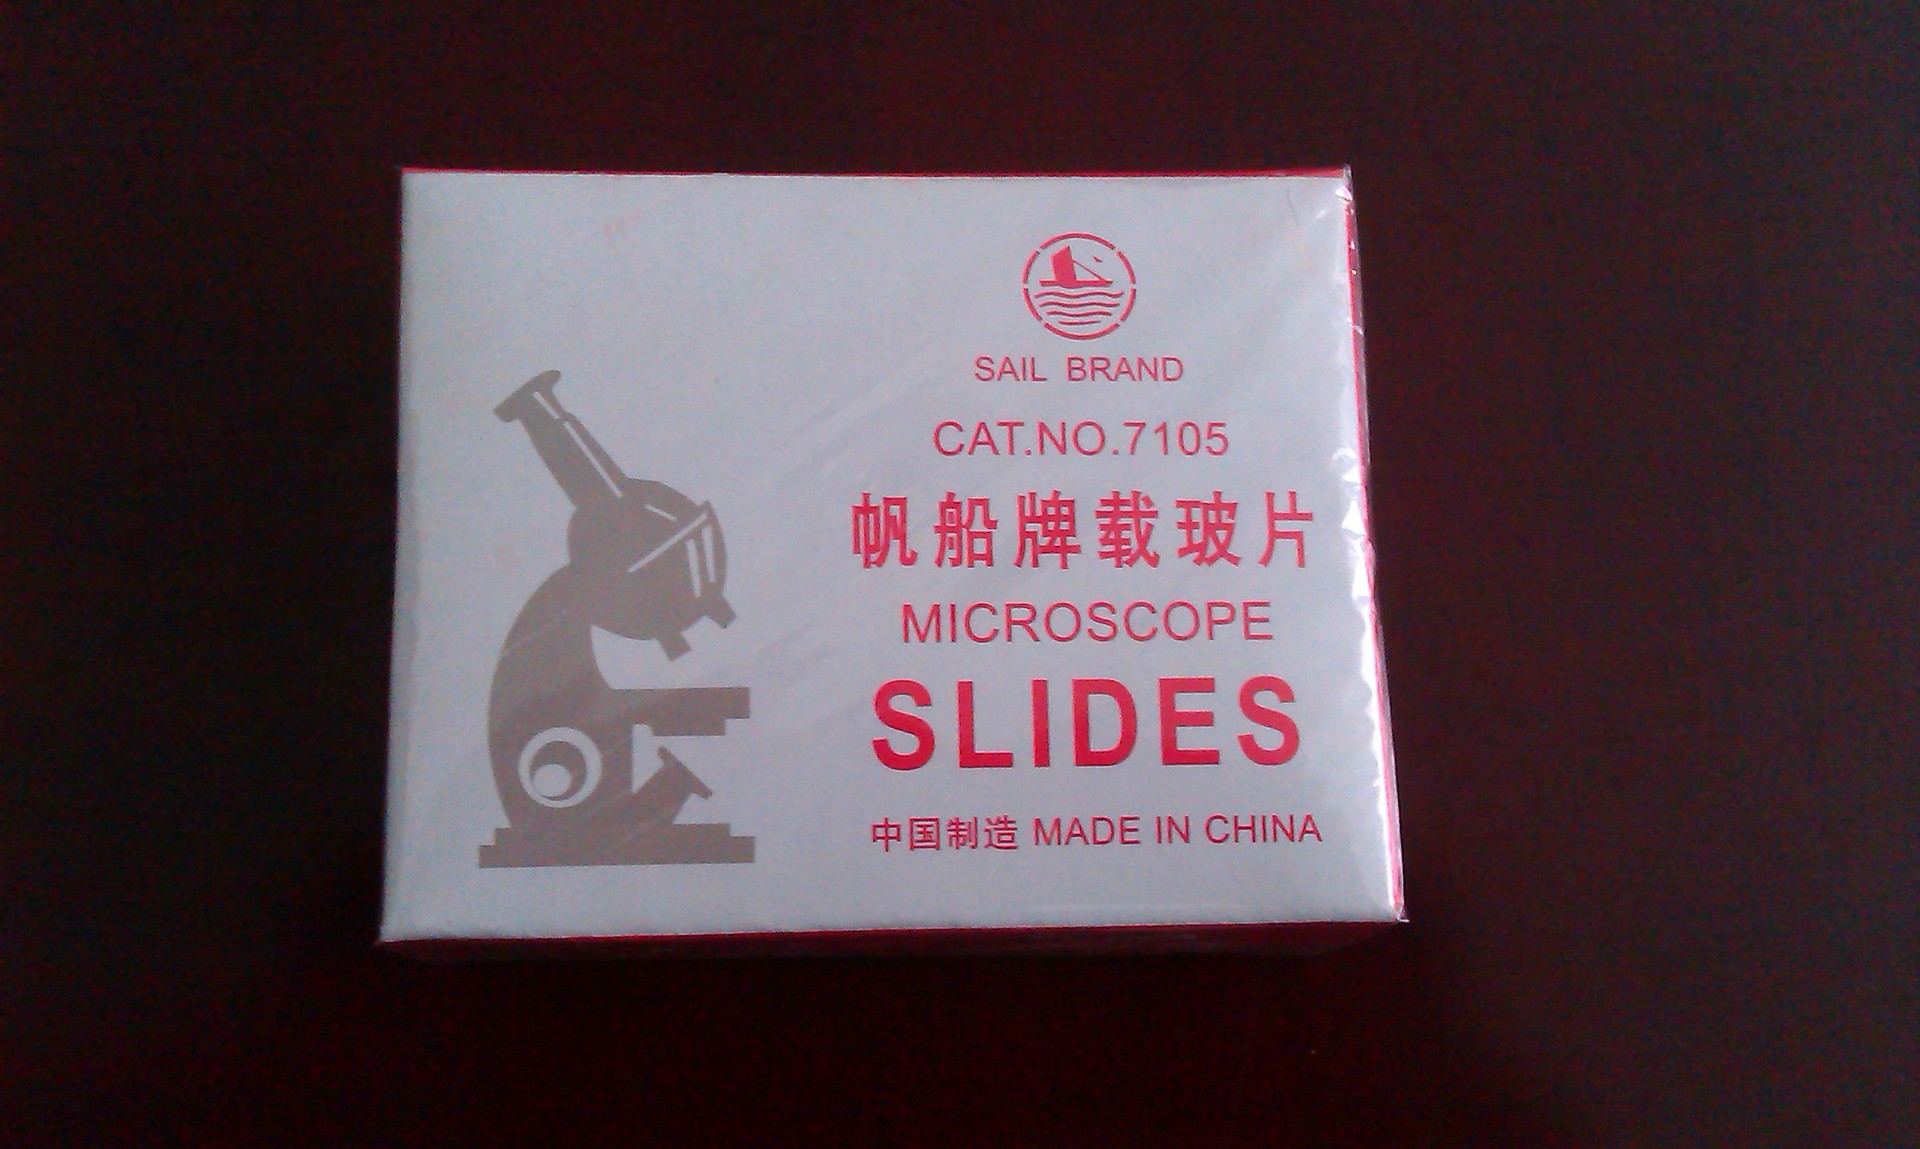 SAIL BRAND
CAT.NO.7105
帆船牌载玻片
MICROSCOPE
SLIDES
中国制造 MADE IN CHINA